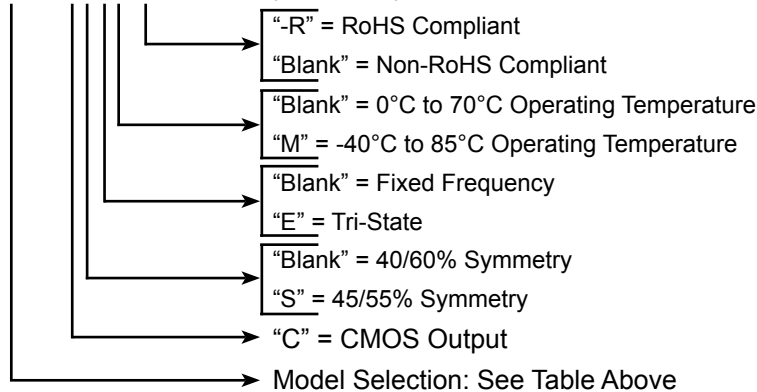 “-R” = RoHS Compliant
“Blank” = Non-RoHS Compliant
“Blank” = 0°C to 70°C Operating Temperature
“M” = -40°C to 85°C Operating Temperature
“Blank” = Fixed Frequency
“E” = Tri-State
“Blank” = 40/60% Symmetry
“S” = 45/55% Symmetry
“C” = CMOS Output
Model Selection: See Table Above